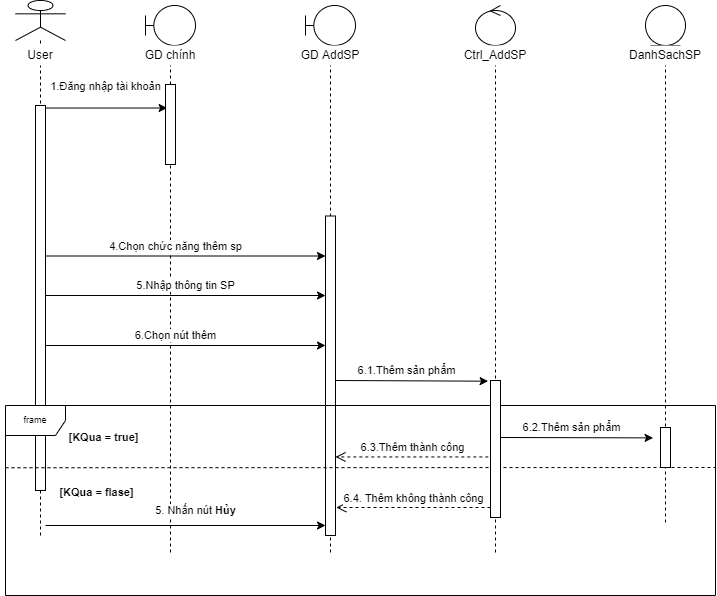 User
GD chính
GD AddSP
Ctrl_AddSP
DanhSachSP
1.Đăng nhập tài khoản
4.Chọn chức năng thêm sp
5.Nhập thông tin SP
6.Chọn nút thêm
6.1.Thêm sản phẩm
frame
[KQua = true]
6.2.Thêm sản phẩm
6.3.Thêm thành công
[KQua = flase]
6.4. Thêm không thành công
5. Nhấn nút Hủy